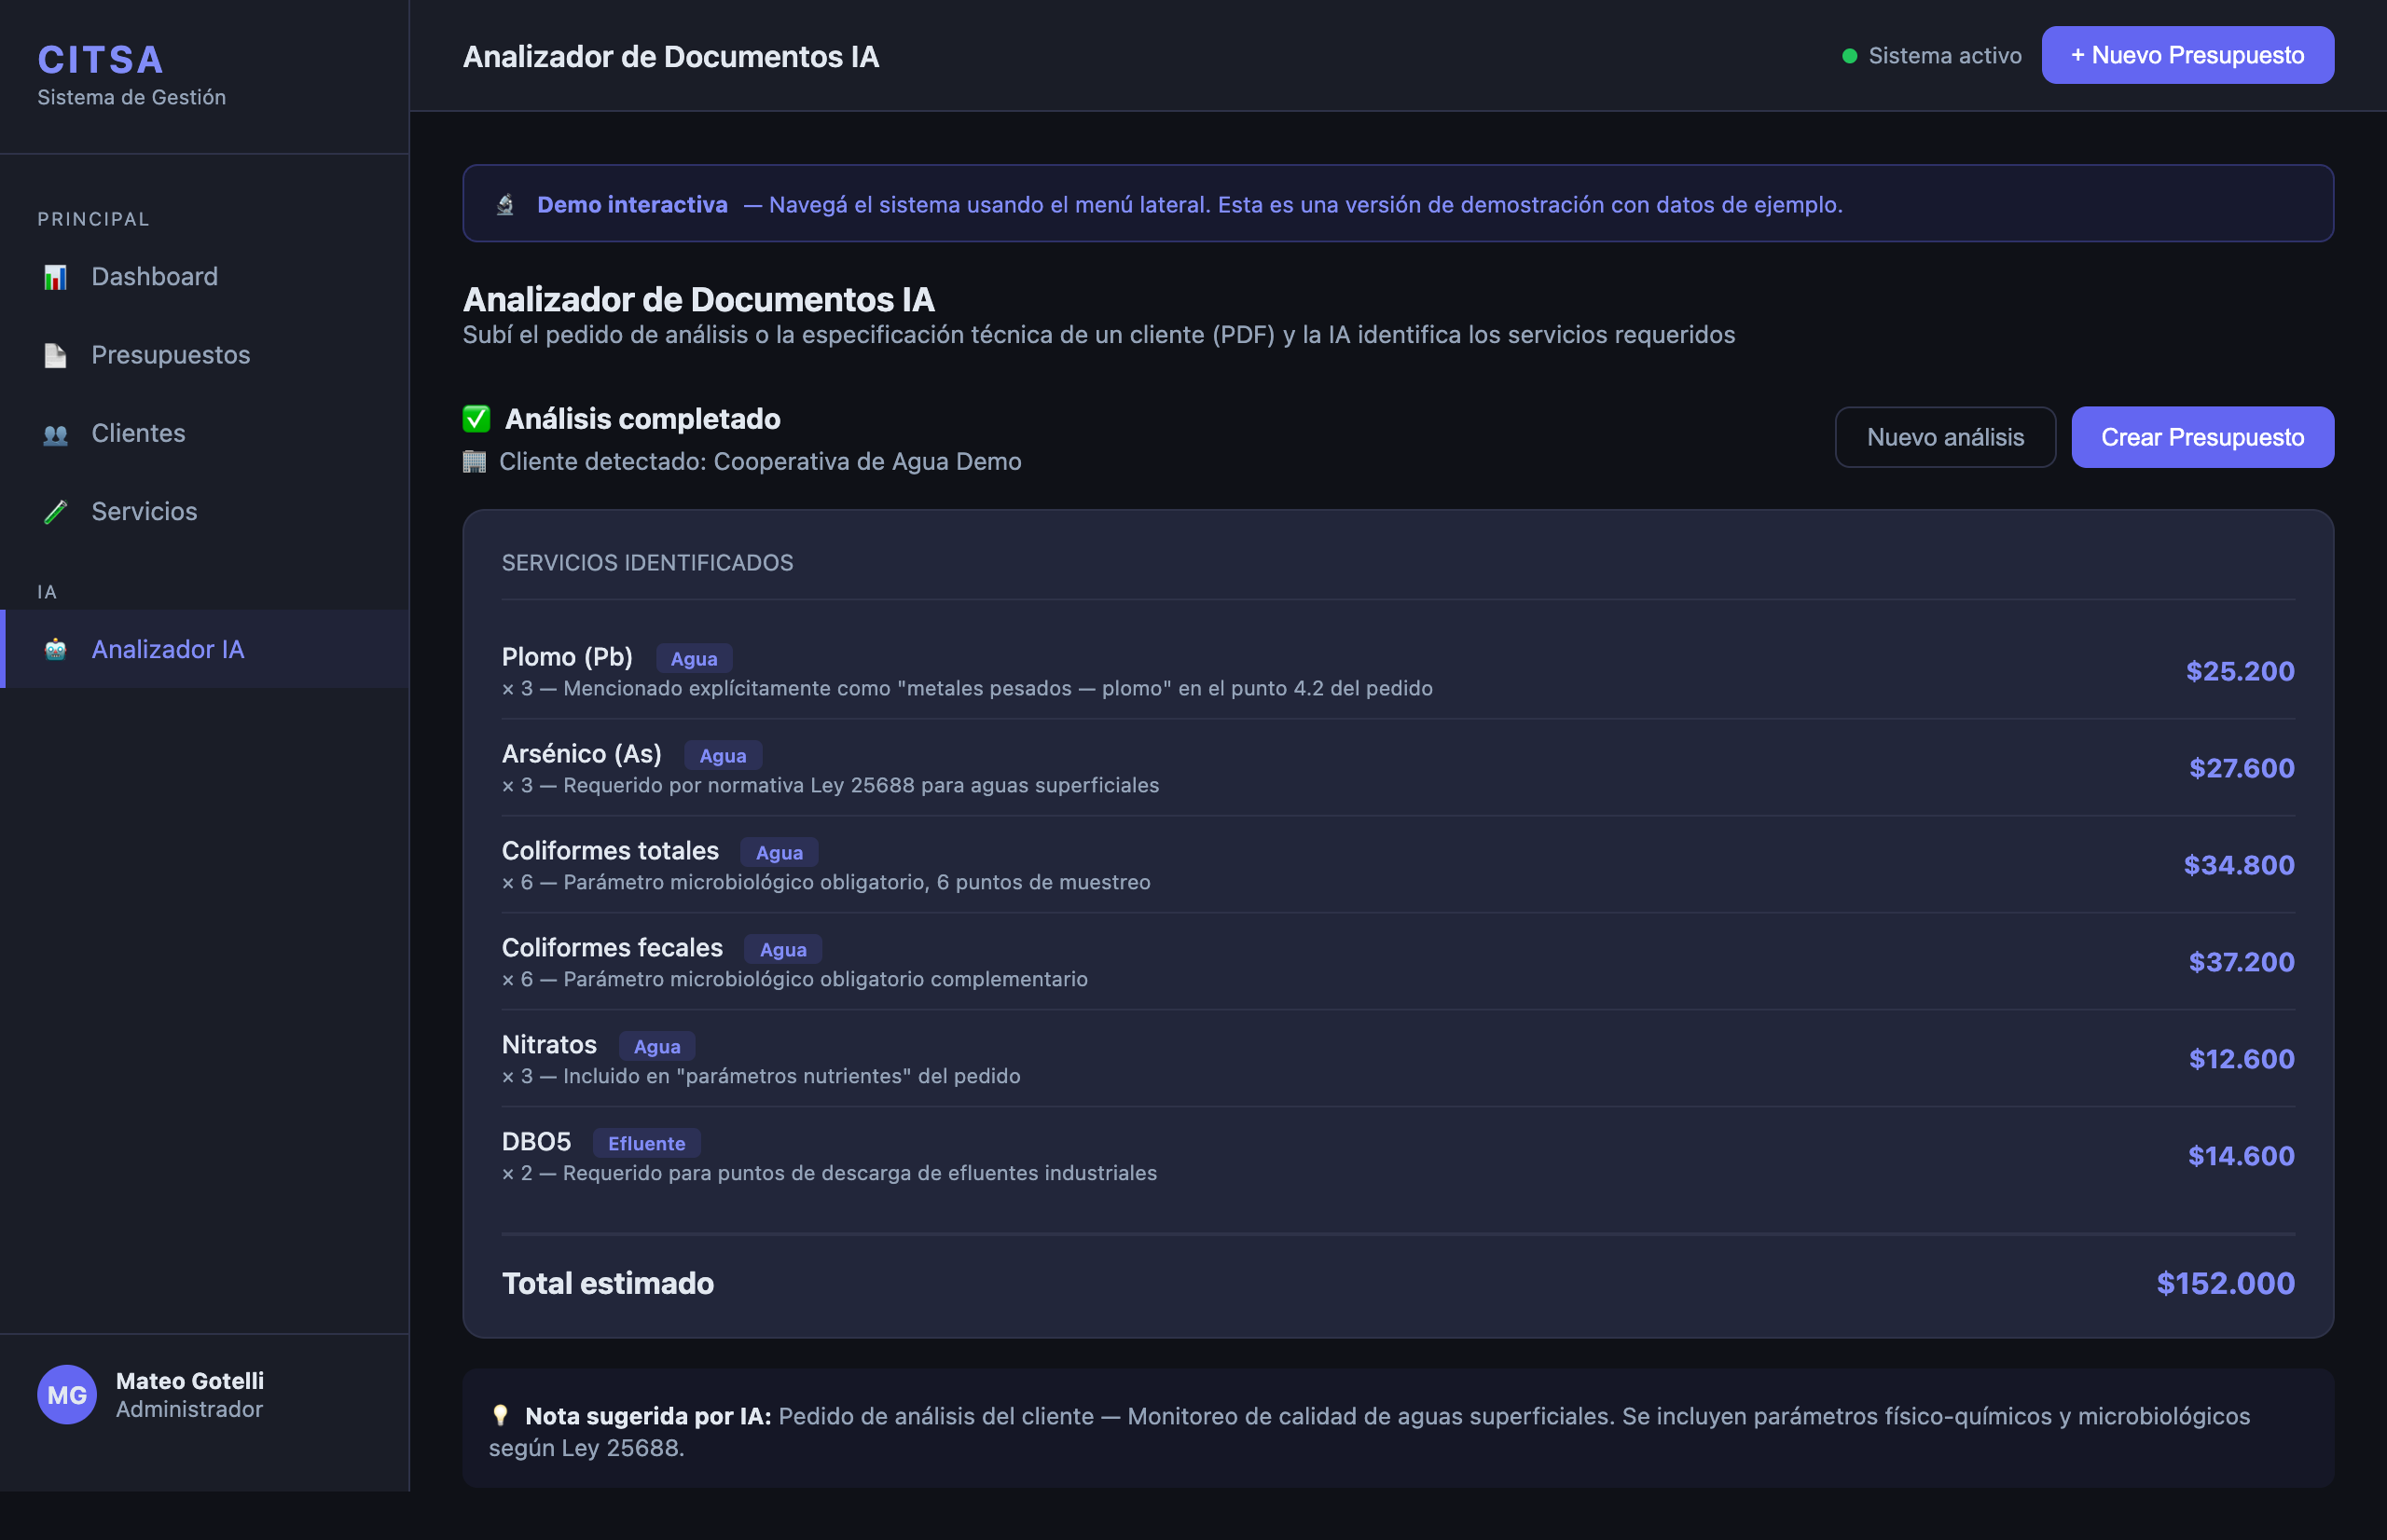 CITSA
Sistema de Gestión
PRINCIPAL
Dashboard
Presupuestos
Clientes
Servicios
IA
Analizador IA
MG
Mateo Gotelli
Administrador
Analizador de Documentos IA
Sistema activo
+ Nuevo Presupuesto
Demo interactiva — Navegá el sistema usando el menú lateral. Esta es una versión de demostración con datos de ejemplo.
Analizador de Documentos IA
Subí el pedido de análisis o la especificación técnica de un cliente (PDF) y la IA identifica los servicios requeridos
Análisis completado
Cliente detectado: Cooperativa de Agua Demo
Nuevo análisis
Crear Presupuesto
SERVICIOS IDENTIFICADOS
Plomo (Pb) Agua
× 3 — Mencionado explícitamente como "metales pesados — plomo" en el punto 4.2 del pedido
$25.200
Arsénico (As) Agua
× 3 — Requerido por normativa Ley 25688 para aguas superficiales
$27.600
Coliformes totales Agua
× 6 — Parámetro microbiológico obligatorio, 6 puntos de muestreo
$34.800
Coliformes fecales Agua
× 6 — Parámetro microbiológico obligatorio complementario
$37.200
Nitratos Agua
× 3 — Incluido en "parámetros nutrientes" del pedido
$12.600
DBO5 Efluente
× 2 — Requerido para puntos de descarga de efluentes industriales
$14.600
Total estimado $152.000
Nota sugerida por IA: Pedido de análisis del cliente — Monitoreo de calidad de aguas superficiales. Se incluyen parámetros físico-químicos y microbiológicos
según Ley 25688.